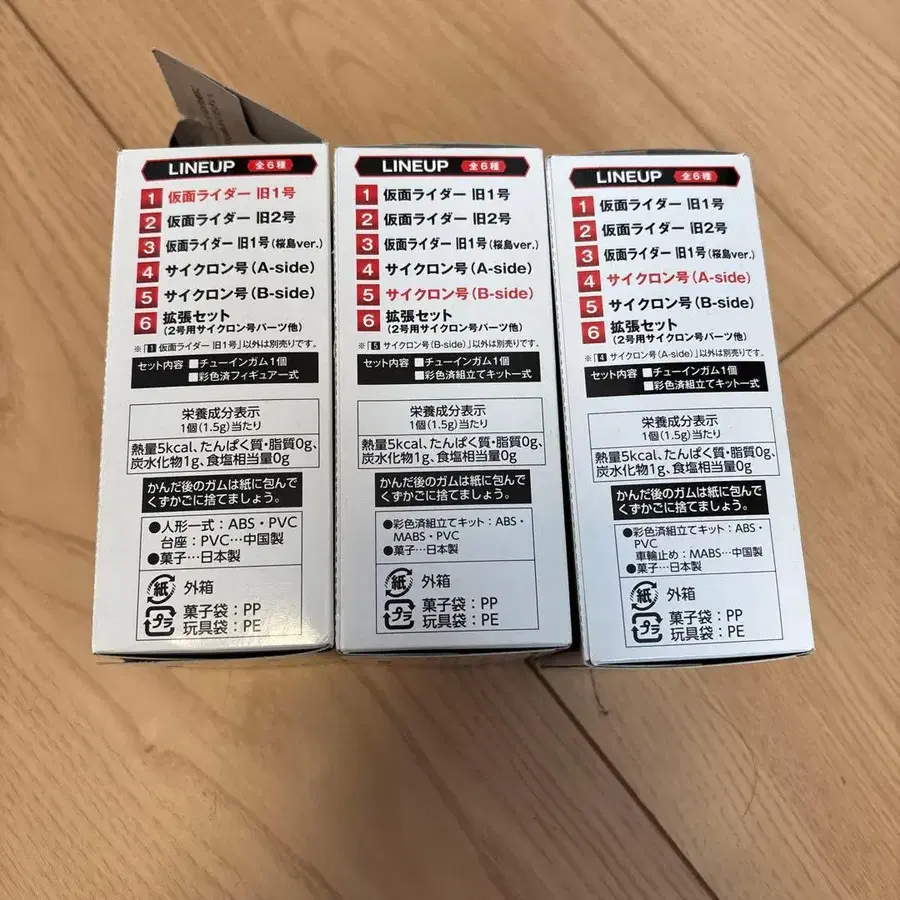 LINEUP 全6種
1 仮面ライダー 旧1号
2 仮面ライダー 旧2号
3 仮面ライダー 旧1号(桜島ver.)
4 サイクロン号(A-side)
5 サイクロン号(B-side)
6 拡張セット
(2号用サイクロン号パーツ他)
※「1 仮面ライダー 旧1号」以外は別売りです。
セット内容 ■チューインガム1個
■彩色済フィギュア一式
栄養成分表示
1個(1.5g)当たり
熱量5kcal、たんぱく質・脂質0g、
炭水化物1g、食塩相当量0g
かんだ後のガムは紙に包んで
くずかごに捨てましょう。
●人形一式:ABS・PVC
台座:PVC…中国製
●菓子…日本製
紙 外箱
プラ 菓子袋:PP
玩具袋:PE
LINEUP 全6種
1 仮面ライダー 旧1号
2 仮面ライダー 旧2号
3 仮面ライダー 旧1号(桜島ver.)
4 サイクロン号(A-side)
5 サイクロン号(B-side)
6 拡張セット
(2号用サイクロン号パーツ他)
※「5 サイクロン号(B-side)」以外は別売りです。
セット内容 ■チューインガム1個
■彩色済組立てキット一式
栄養成分表示
1個(1.5g)当たり
熱量5kcal、たんぱく質・脂質0g、
炭水化物1g、食塩相当量0g
かんだ後のガムは紙に包んで
くずかごに捨てましょう。
●彩色済組立てキット:ABS・
MABS・PVC
●菓子…日本製
紙 外箱
プラ 菓子袋:PP
玩具袋:PE
LINEUP 全6種
1 仮面ライダー 旧1号
2 仮面ライダー 旧2号
3 仮面ライダー 旧1号(桜島ver.)
4 サイクロン号(A-side)
5 サイクロン号(B-side)
6 拡張セット
(2号用サイクロン号パーツ他)
※「4 サイクロン号(A-side)」以外は別売りです。
セット内容 ■チューインガム1個
■彩色済組立てキット一式
栄養成分表示
1個(1.5g)当たり
熱量5kcal、たんぱく質・脂質0g、
炭水化物1g、食塩相当量0g
かんだ後のガムは紙に包んで
くずかごに捨てましょう。
●彩色済組立てキット:ABS・
PVC
車輪止め:MABS…中国製
●菓子…日本製
紙 外箱
プラ 菓子袋:PP
玩具袋:PE